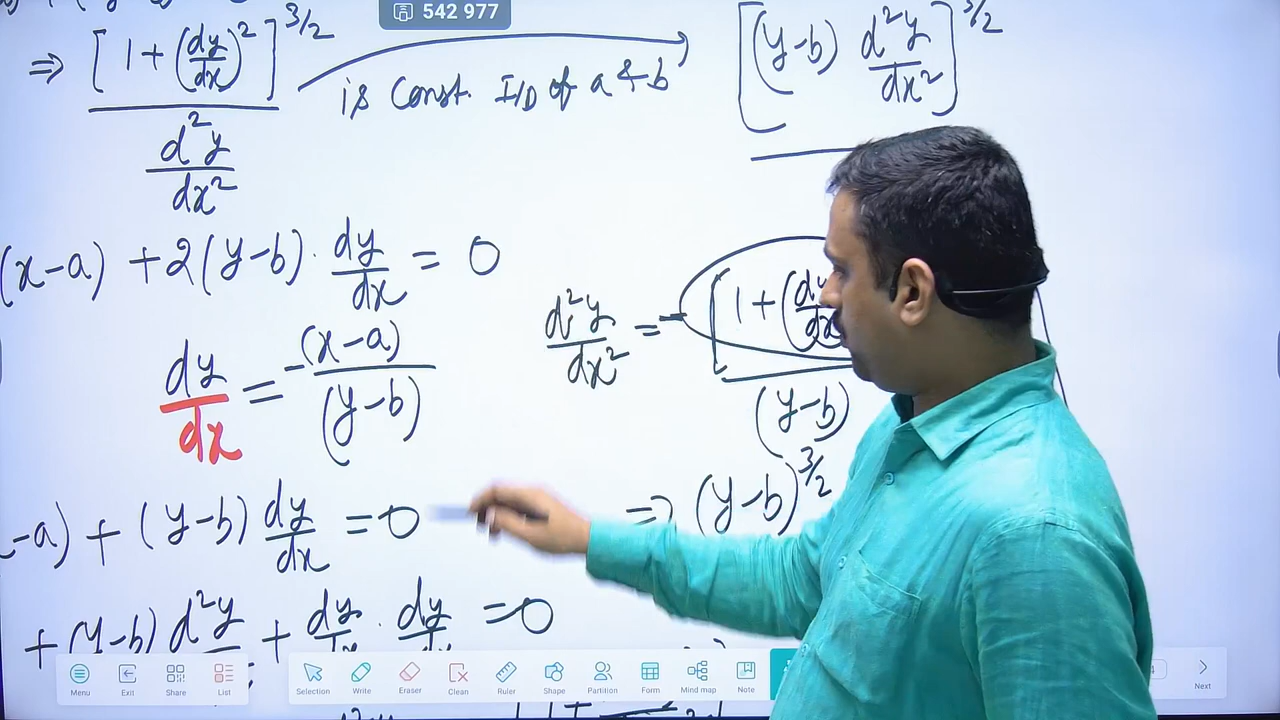 542 977
⇒ [1 + (dy/dx)²]^3/2 / d²y/dx² is Const. I/D of a & b [(y-b) d²y/dx²]^3/2
(x-a) + 2(y-b) · dy/dx = 0
d²y/dx² = - [1 + (dy/dx / (y-b)
dy/dx = -(x-a)/(y-b)
-a) + (y-b) dy/dx = 0
⇒ (y-b)^3/2
+ (y-b) d²y + dy/dx · dy/dx = 0
Menu Exit Share List Selection Write Eraser Clean Ruler Shape Partition Form Mind map Note Next